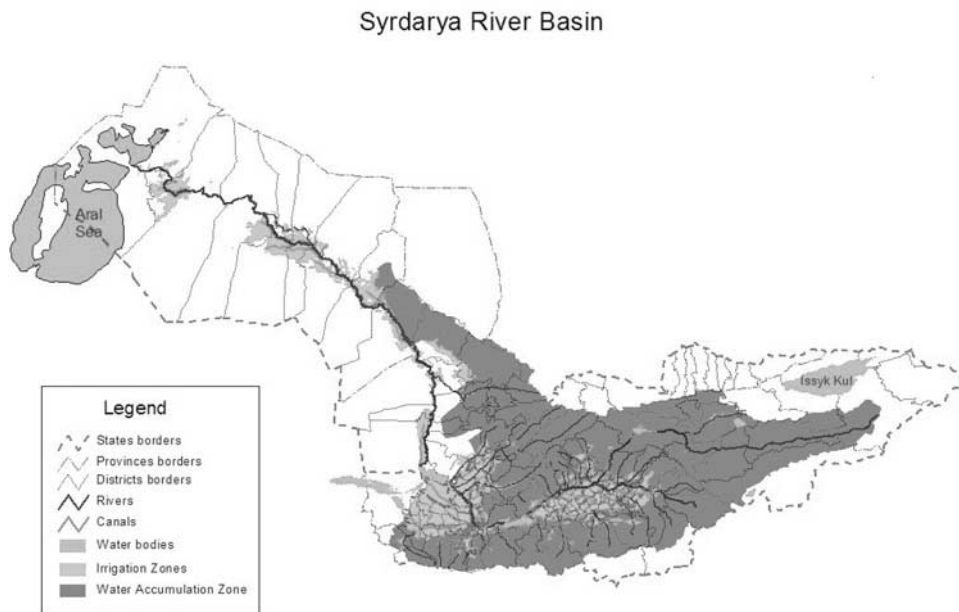 Syrdarya River Basin
Aral
Sea
Issyk Kul
Legend
States borders
Provinces borders
Districts borders
Rivers
Canals
Water bodies
Irrigation Zones
Water Accumulation Zone